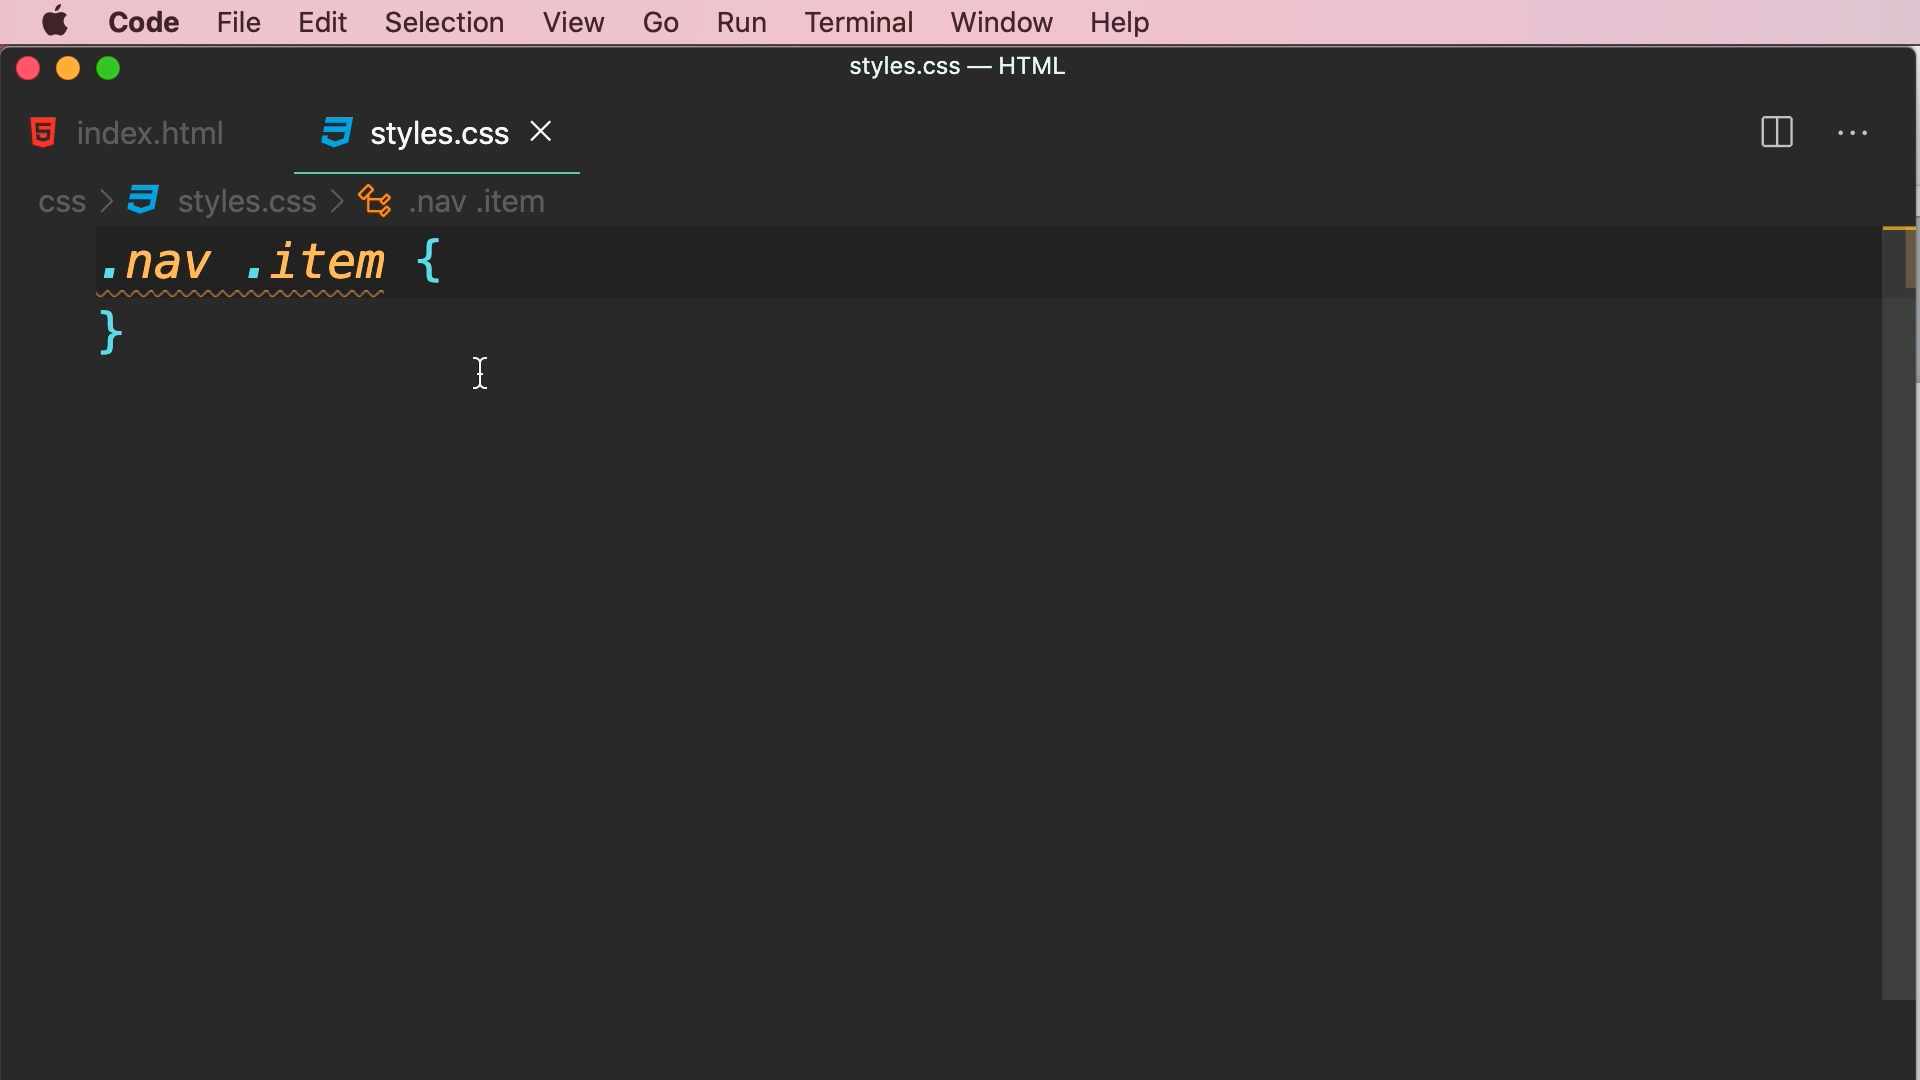 Code File Edit Selection View Go Run Terminal Window Help
styles.css — HTML
index.html styles.css
css > styles.css > .nav .item
.nav .item {
}